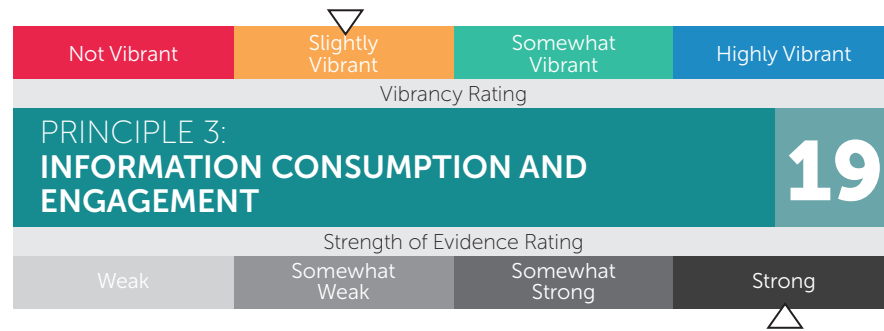 Not Vibrant
Slightly
Vibrant
Somewhat
Vibrant
Highly Vibrant
Vibrancy Rating
PRINCIPLE 3:
INFORMATION CONSUMPTION AND
ENGAGEMENT
19
Strength of Evidence Rating
Weak
Somewhat
Weak
Somewhat
Strong
Strong